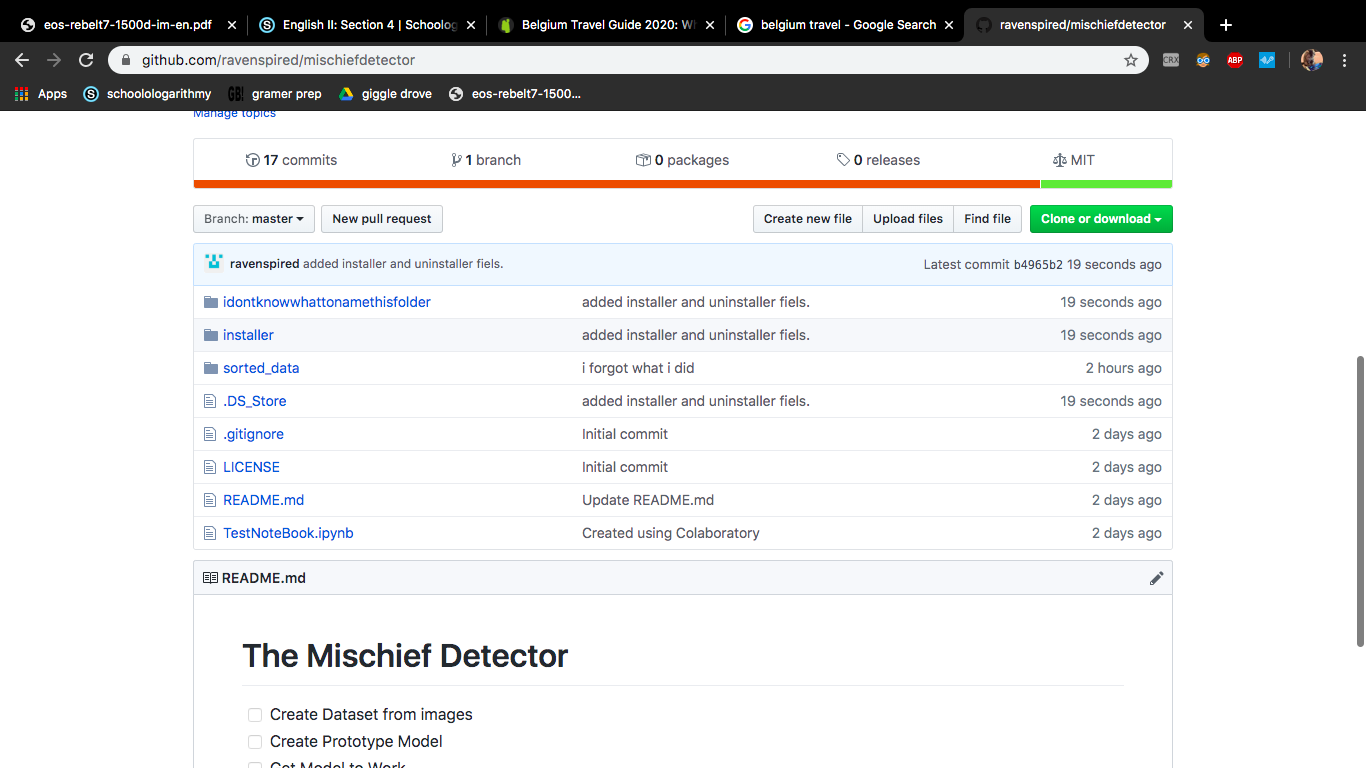 eos-rebelt7-1500d-im-en.pdf
English II: Section 4 | Schoolog
Belgium Travel Guide 2020: Wh
belgium travel - Google Search
ravenspired/mischiefdetector
github.com/ravenspired/mischiefdetector
CRX
ABP
Apps
schoolologarithmy
GB!
gramer prep
giggle drove
eos-rebelt7-1500...
Manage topics
17 commits
1 branch
0 packages
0 releases
MIT
Branch: master
New pull request
Create new file
Upload files
Find file
Clone or download
ravenspired added installer and uninstaller fiels.
Latest commit b4965b2 19 seconds ago
idontknowwhattonamethisfolder added installer and uninstaller fiels. 19 seconds ago
installer added installer and uninstaller fiels. 19 seconds ago
sorted_data i forgot what i did 2 hours ago
.DS_Store added installer and uninstaller fiels. 19 seconds ago
.gitignore Initial commit 2 days ago
LICENSE Initial commit 2 days ago
README.md Update README.md 2 days ago
TestNoteBook.ipynb Created using Colaboratory 2 days ago
README.md
The Mischief Detector
Create Dataset from images
Create Prototype Model
Get Model to Work